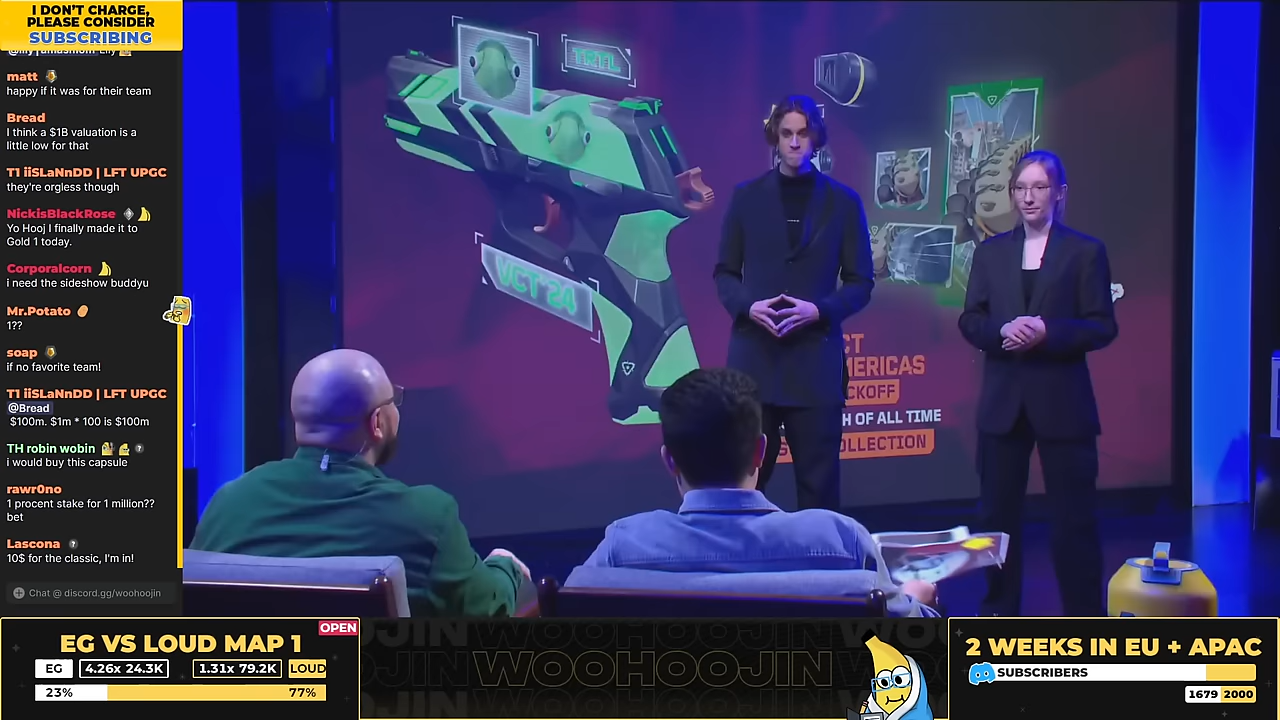 I DON'T CHARGE,
PLEASE CONSIDER
SUBSCRIBING
matt
happy if it was for their team
Bread
I think a $1B valuation is a
little low for that
T1 iiSLaNnDD | LFT UPGC
they're orgless though
NickisBlackRose
Yo Hooj I finally made it to
Gold 1 today.
Corporalcorn
i need the sideshow buddyu
Mr.Potato
1??
soap
if no favorite team!
T1 iiSLaNnDD | LFT UPGC
@Bread
$100m. $1m * 100 is $100m
TH robin wobin
i would buy this capsule
rawr0no
1 procent stake for 1 million??
bet
Lascona
10$ for the classic, I'm in!
Chat @ discord.gg/woohoojin
TRTL
VCT'24
CT
MERICAS
CKOFF
H OF ALL TIME
OLLECTION
EG VS LOUD MAP 1
OPEN
EG
4.26x 24.3K
1.31x 79.2K
LOUD
23%
77%
WOOHOOJIN
2 WEEKS IN EU + APAC
SUBSCRIBERS
1679
2000